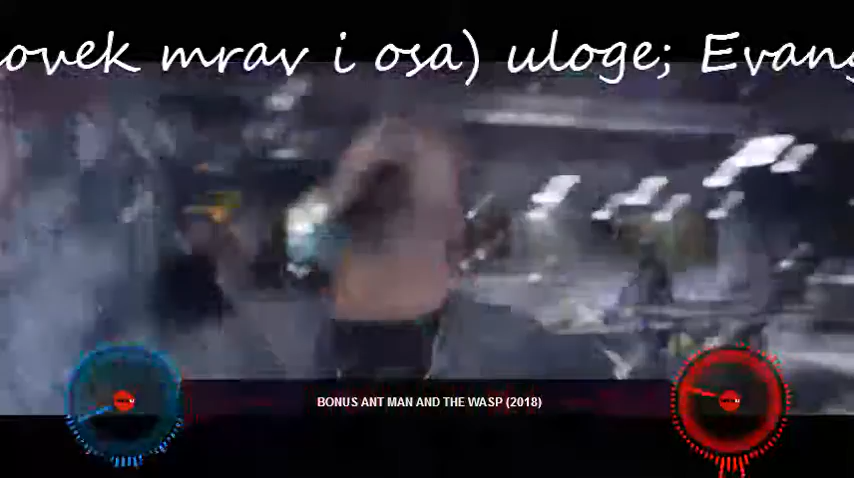 ovek mrav i osa) uloge; Evang
BONUS ANT MAN AND THE WASP (2018)